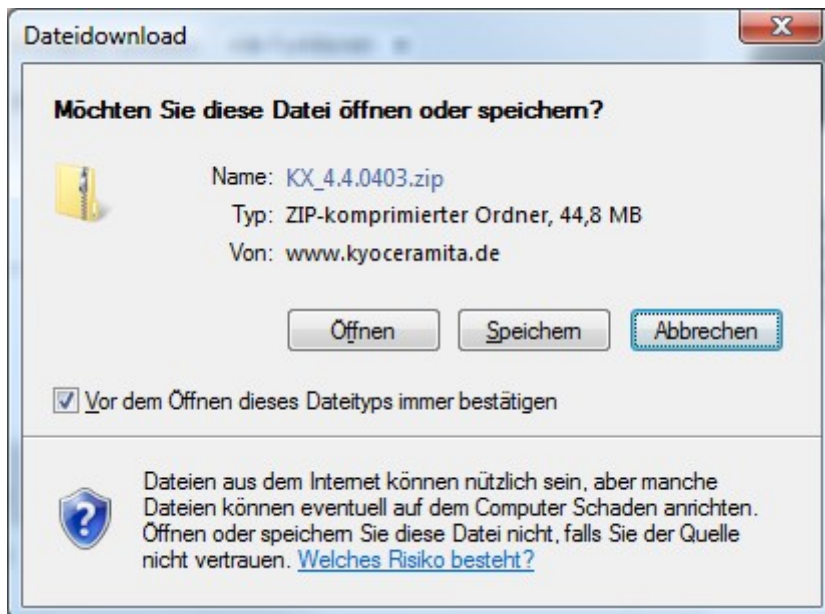 Dateidownload
Möchten Sie diese Datei öffnen oder speichern?
Name: KX_4.4.0403.zip
Typ: ZIP-komprimierter Ordner, 44,8 MB
Von: www.kyoceramita.de
Öffnen Speichern Abbrechen
Vor dem Öffnen dieses Dateityps immer bestätigen
Dateien aus dem Internet können nützlich sein, aber manche
Dateien können eventuell auf dem Computer Schaden anrichten.
Öffnen oder speichern Sie diese Datei nicht, falls Sie der Quelle
nicht vertrauen. Welches Risiko besteht?